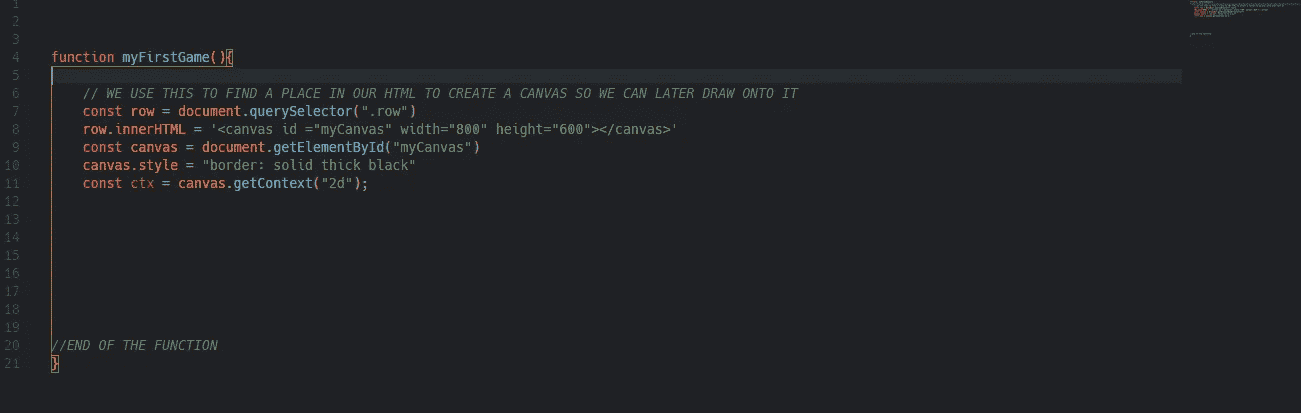 1
2
3
4 function myFirstGame(){
5
6 // WE USE THIS TO FIND A PLACE IN OUR HTML TO CREATE A CANVAS SO WE CAN LATER DRAW ONTO IT
7 const row = document.querySelector(".row")
8 row.innerHTML = '<canvas id ="myCanvas" width="800" height="600"></canvas>'
9 const canvas = document.getElementById("myCanvas")
10 canvas.style = "border: solid thick black"
11 const ctx = canvas.getContext("2d");
12
13
14
15
16
17
18
19
20 //END OF THE FUNCTION
21 }